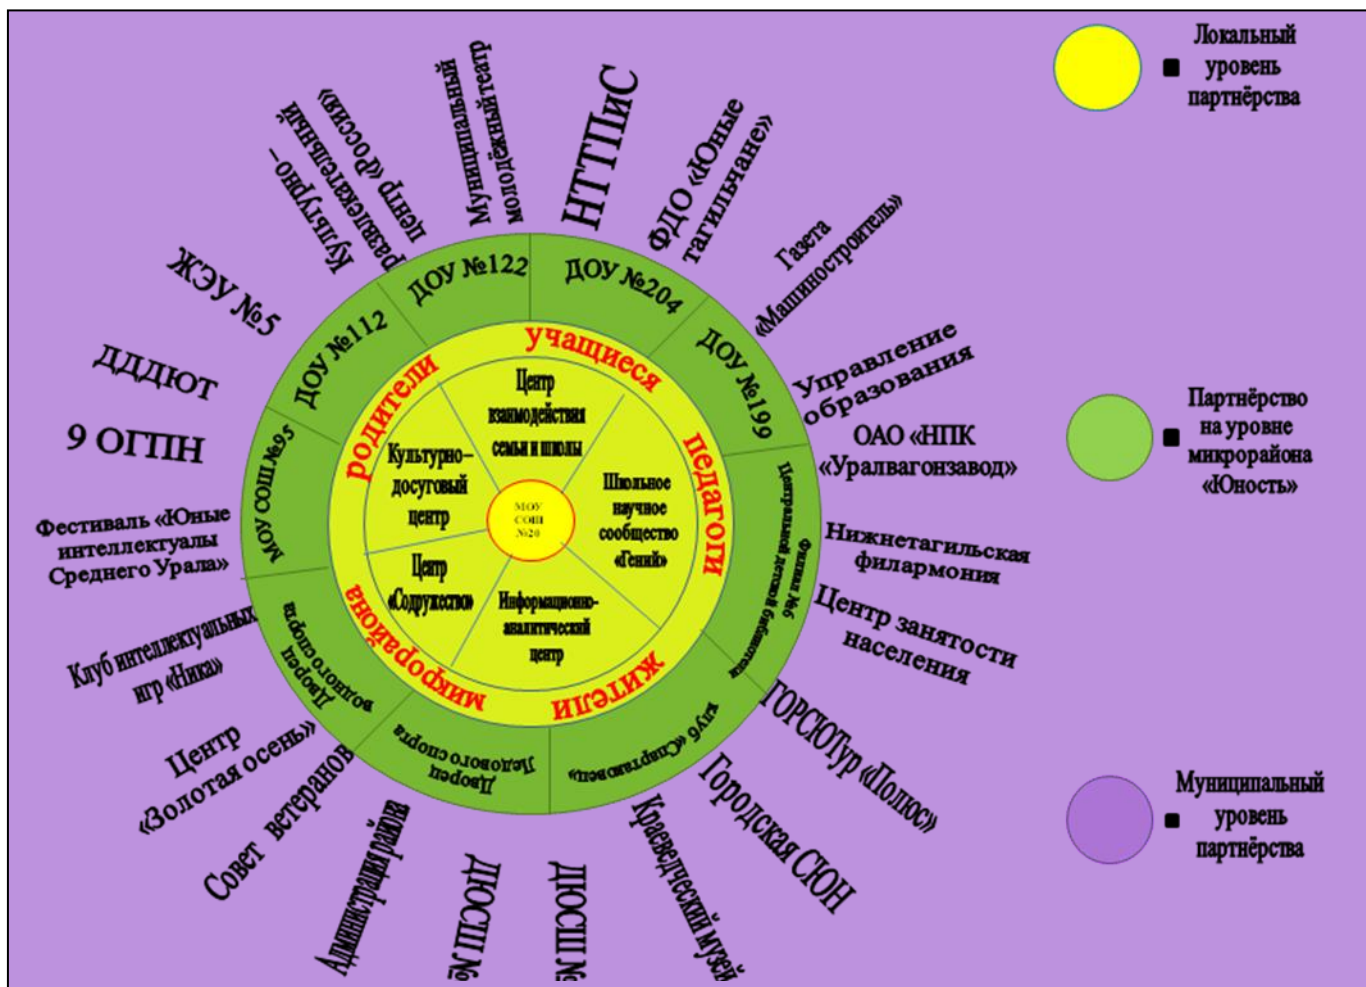 МОУ
СОШ
№20
Центр
взаимодействия
семьи и школы
Школьное
научное
сообщество
«Гений»
Информационно-
аналитический
центр
Центр
«Содружество»
Культурно–
досуговый
центр
учащиеся
педагоги
жители
микрорайона
родители
ДОУ №122
ДОУ №204
ДОУ №199
Филиал №6
Центральной детской библиотеки
клуб «Спартаковец»
Дворец
Ледового спорта
Дворец
водного спорта
МОУ СОШ №95
ДОУ №112
Муниципальный
молодёжный театр
НТТПиС
ФДО «Юные
тагильчане»
Газета
«Машиностроитель»
Управление
образования
ОАО «НПК
«Уралвагонзавод»
Нижнетагильская
филармония
Центр занятости
населения
ГОРСЮТур «Полюс»
Городская СЮН
Краеведческий музей
ДЮСШ №
ДЮСШ №
Администрация района
Совет ветеранов
Центр
«Золотая осень»
Клуб интеллектуальных
игр «Ника»
Фестиваль «Юные
интеллектуалы
Среднего Урала»
9 ОГПН
ДДДЮТ
ЖЭУ №5
Культурно–
развлекательный
центр «Россия»
Локальный
уровень
партнёрства
Партнёрство
на уровне
микрорайона
«Юность»
Муниципальный
уровень
партнёрства